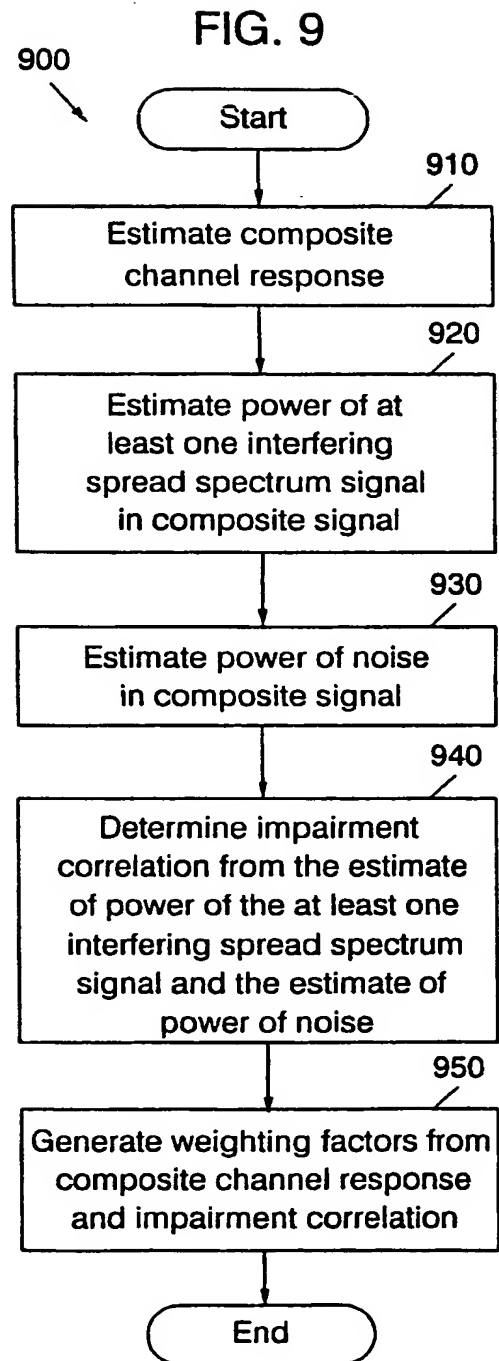 FIG. 9
900
Start
910
Estimate composite
channel response
920
Estimate power of at
least one interfering
spread spectrum signal
in composite signal
930
Estimate power of noise
in composite signal
940
Determine impairment
correlation from the estimate
of power of the at least one
interfering spread spectrum
signal and the estimate of
power of noise
950
Generate weighting factors from
composite channel response
and impairment correlation
End